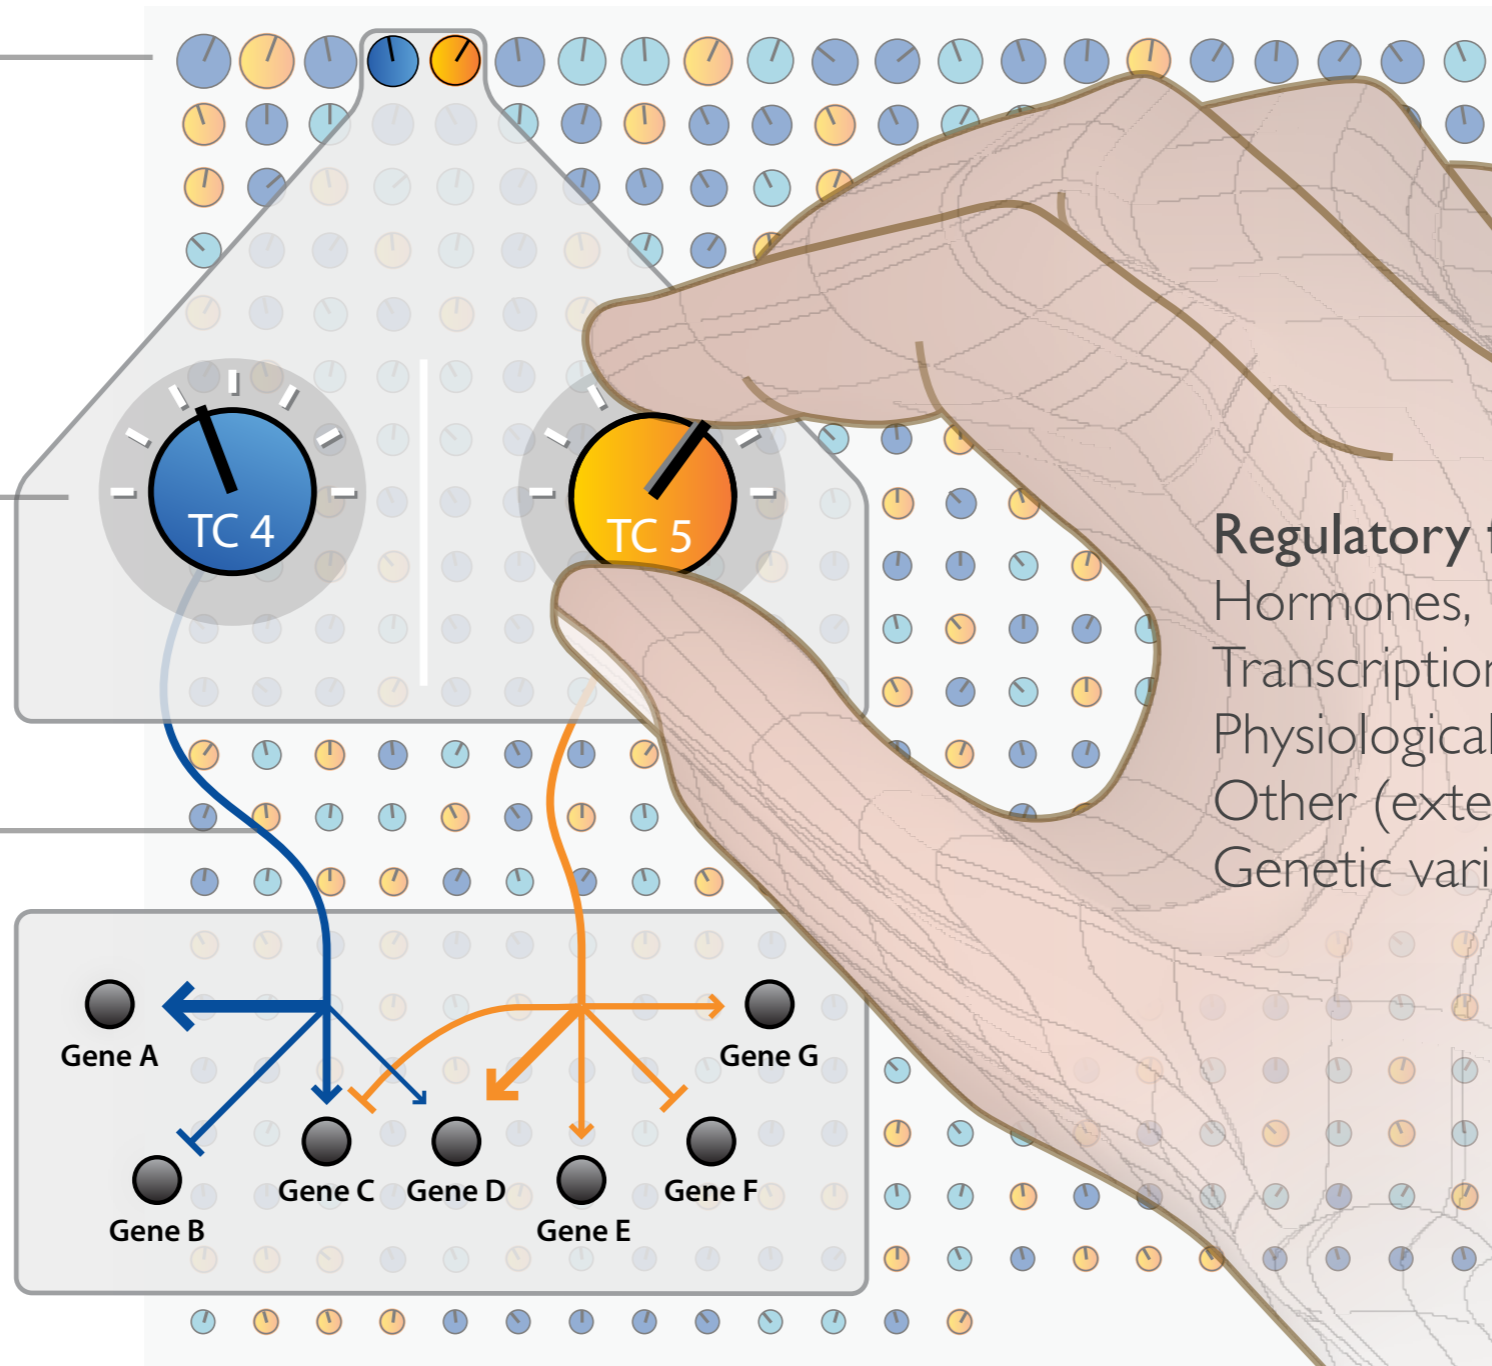 TC 4
TC 5
Regulatory
Hormones,
Transcription
Physiological
Other (exte
Genetic vari
Gene A
Gene G
Gene C
Gene D
Gene F
Gene B
Gene E